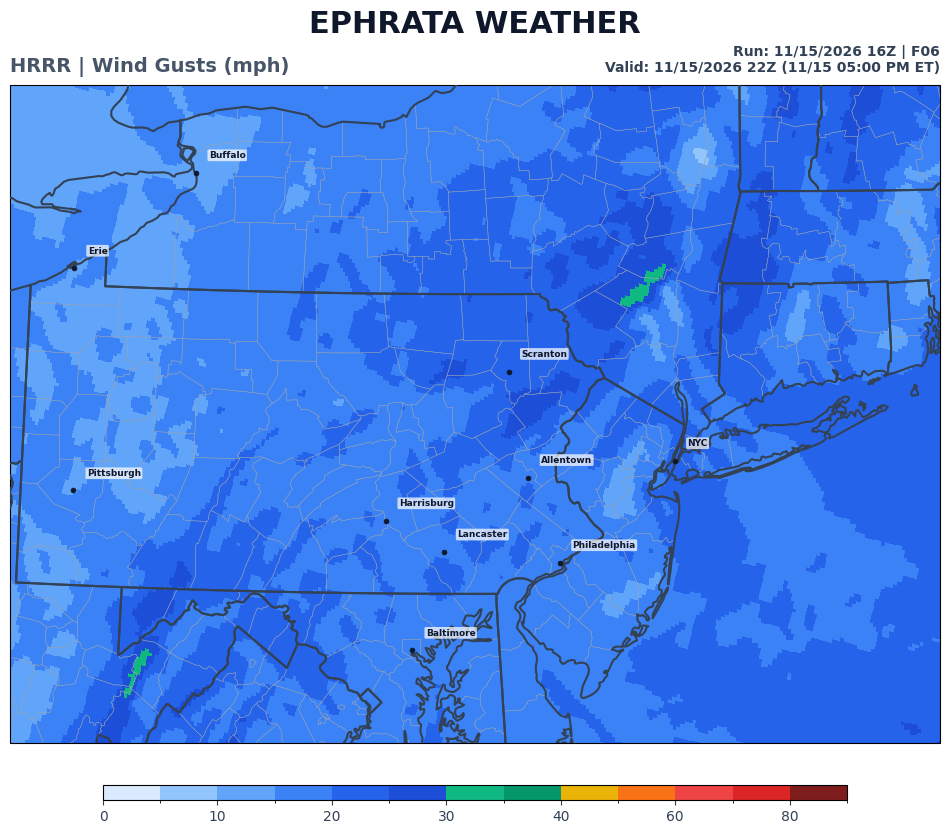 EPHRATA WEATHER
HRRR | Wind Gusts (mph)
Run: 11/15/2026 16Z | F06
Valid: 11/15/2026 22Z (11/15 05:00 PM ET)
Buffalo
Erie
Scranton
NYC
Allentown
Pittsburgh
Harrisburg
Lancaster
Philadelphia
Baltimore
0 10 20 30 40 50 60 70 80